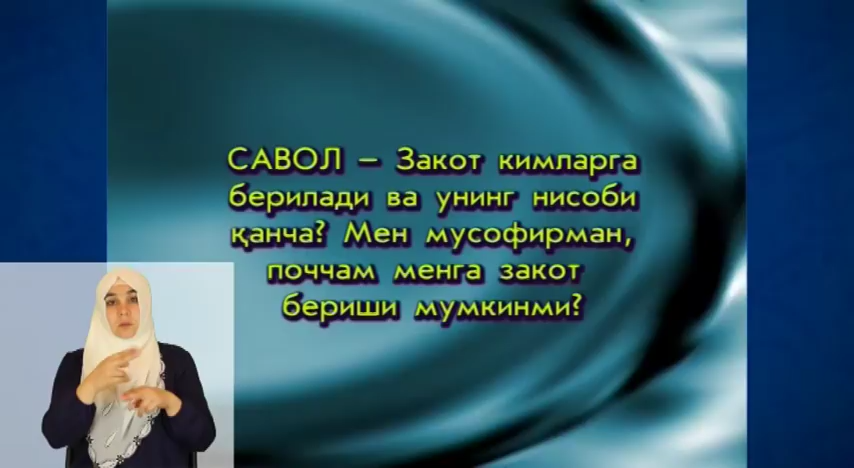 САВОЛ – Закот кимларга
берилади ва унинг нисоби
қанча? Мен мусофирман,
поччам менга закот
бериши мумкинми?